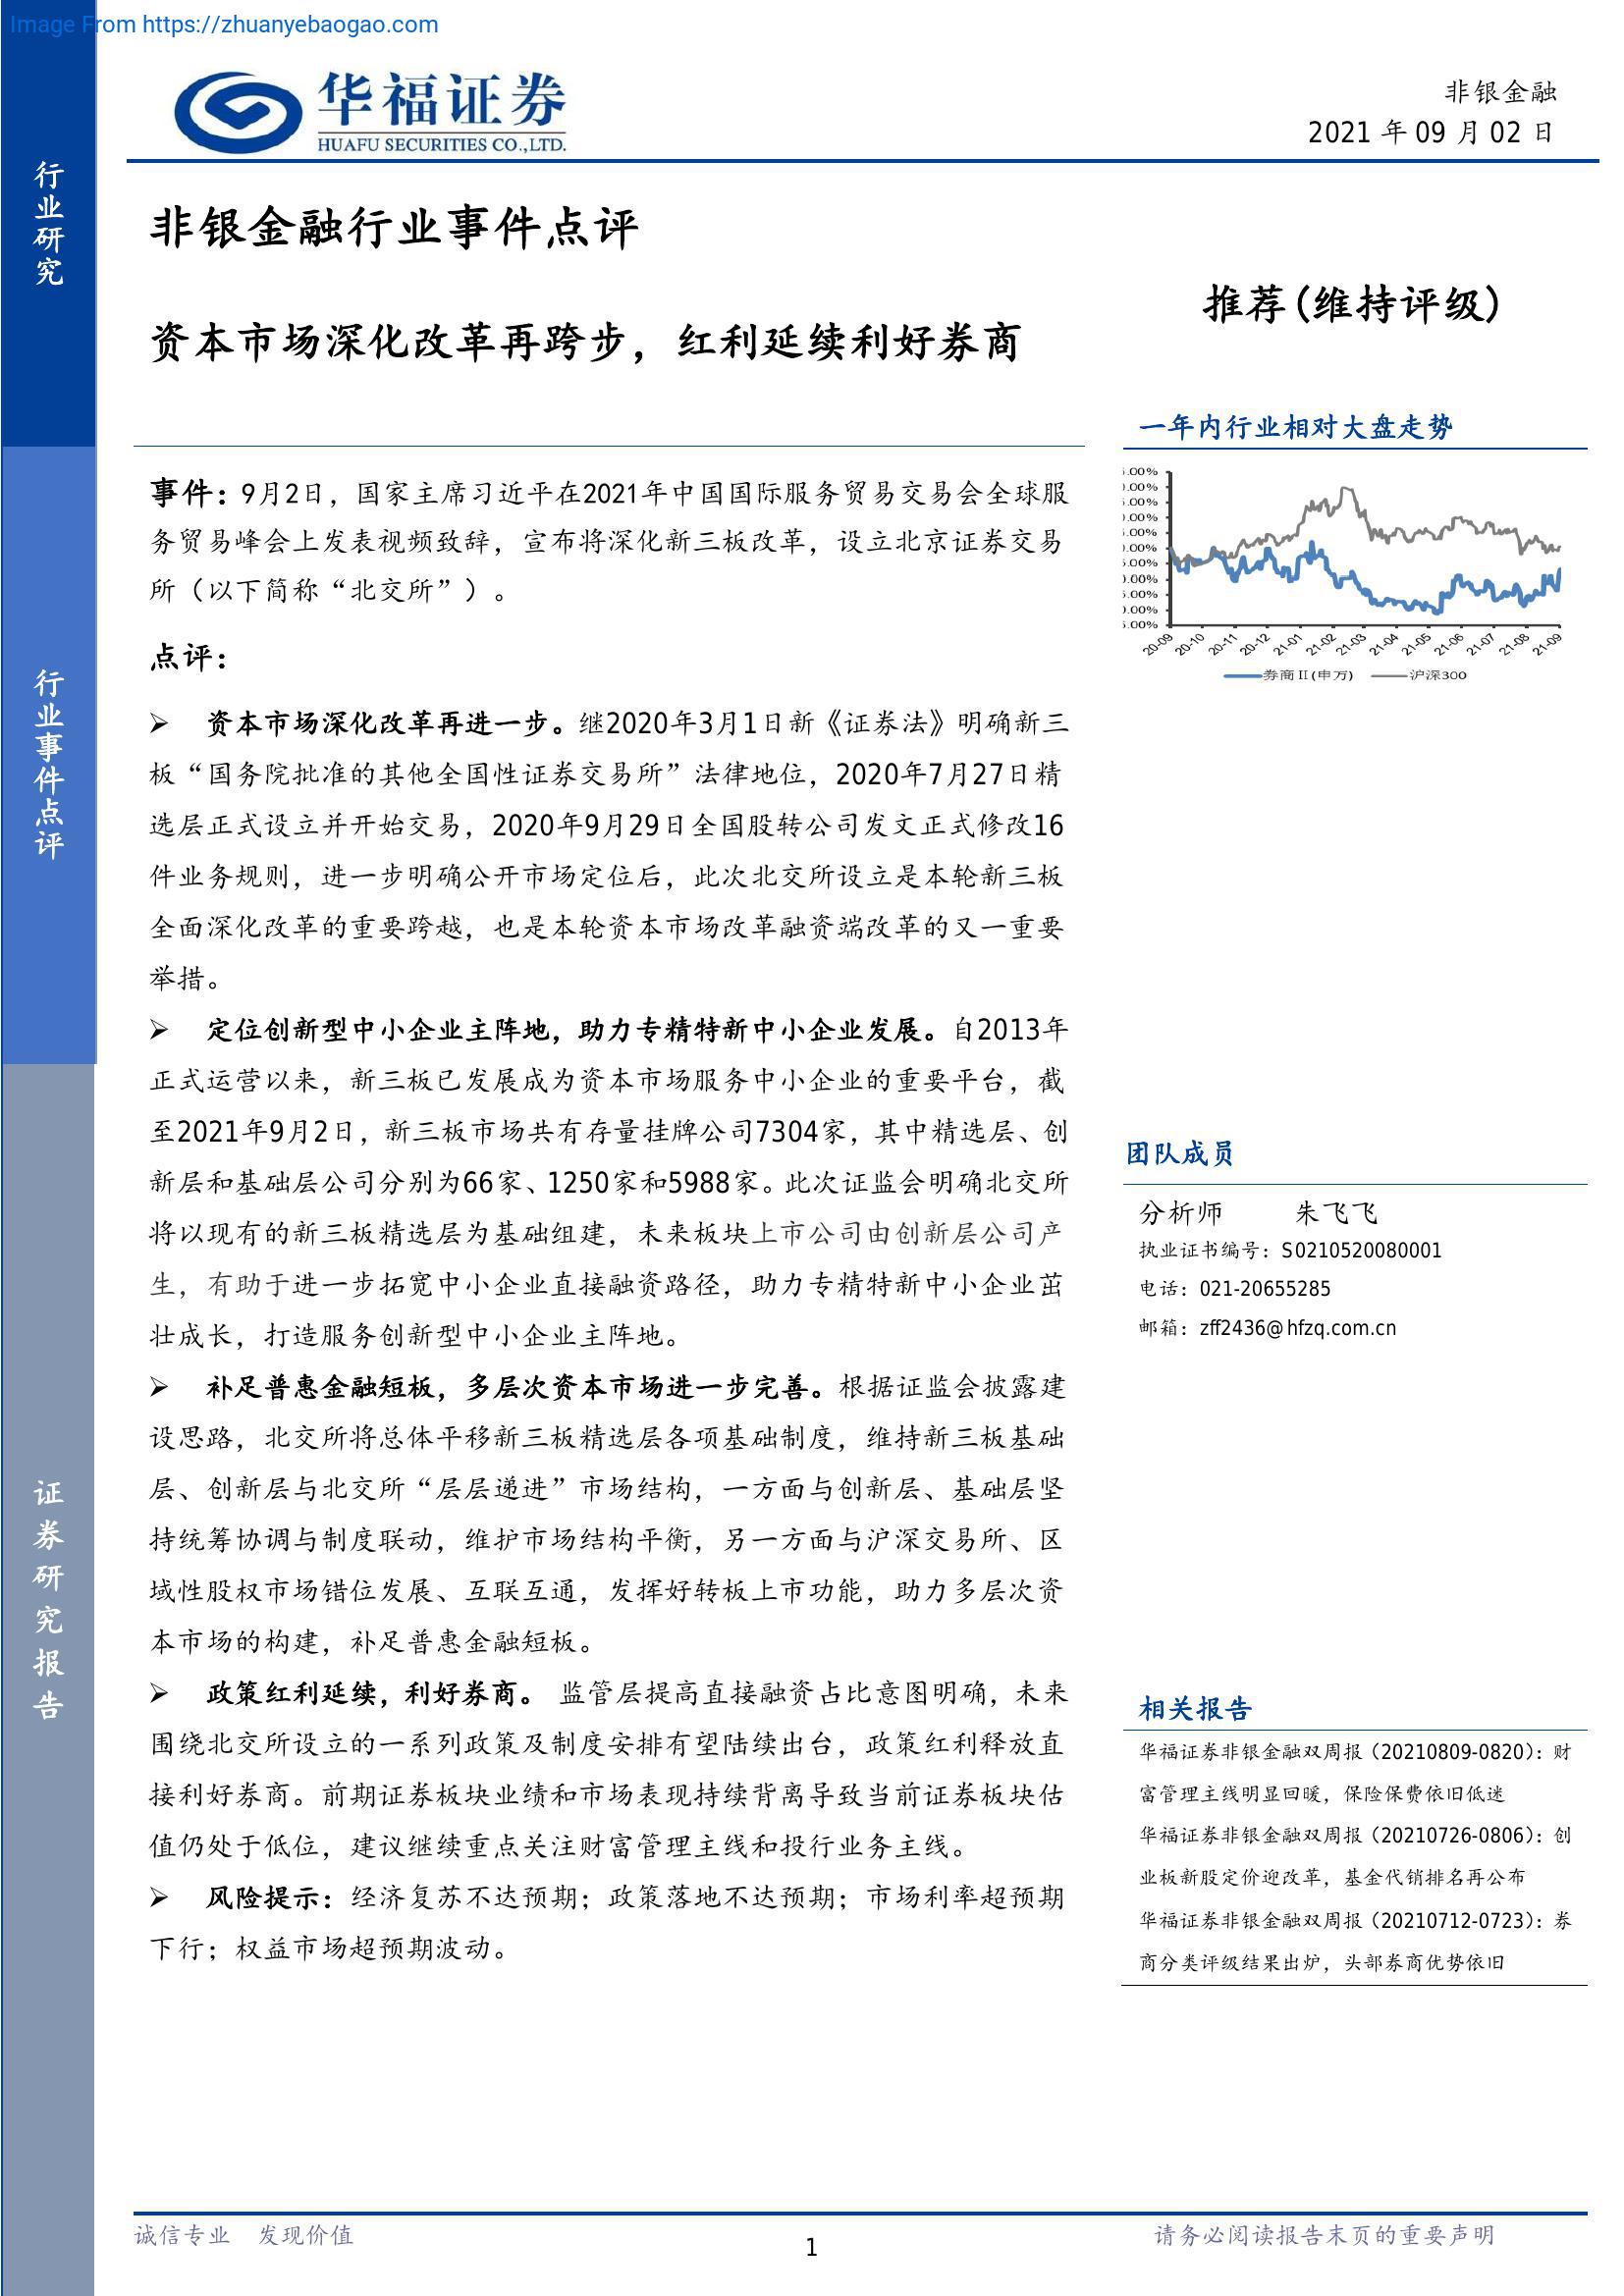 Image From https://zhuanyebaogao.com
华福证券
HUAFU SECURITIES CO.,LTD.
非银金融
2021 年 09 月 02 日
行业研究
行业事件点评
证券研究报告
非银金融行业事件点评
资本市场深化改革再跨步，红利延续利好券商
推荐(维持评级)
事件：9月2日，国家主席习近平在2021年中国国际服务贸易交易会全球服
务贸易峰会上发表视频致辞，宣布将深化新三板改革，设立北京证券交易
所（以下简称“北交所”）。
点评：
➢ 资本市场深化改革再进一步。继2020年3月1日新《证券法》明确新三
板“国务院批准的其他全国性证券交易所”法律地位，2020年7月27日精
选层正式设立并开始交易，2020年9月29日全国股转公司发文正式修改16
件业务规则，进一步明确公开市场定位后，此次北交所设立是本轮新三板
全面深化改革的重要跨越，也是本轮资本市场改革融资端改革的又一重要
举措。
➢ 定位创新型中小企业主阵地，助力专精特新中小企业发展。自2013年
正式运营以来，新三板已发展成为资本市场服务中小企业的重要平台，截
至2021年9月2日，新三板市场共有存量挂牌公司7304家，其中精选层、创
新层和基础层公司分别为66家、1250家和5988家。此次证监会明确北交所
将以现有的新三板精选层为基础组建，未来板块上市公司由创新层公司产
生，有助于进一步拓宽中小企业直接融资路径，助力专精特新中小企业茁
壮成长，打造服务创新型中小企业主阵地。
➢ 补足普惠金融短板，多层次资本市场进一步完善。根据证监会披露建
设思路，北交所将总体平移新三板精选层各项基础制度，维持新三板基础
层、创新层与北交所“层层递进”市场结构，一方面与创新层、基础层坚
持统筹协调与制度联动，维护市场结构平衡，另一方面与沪深交易所、区
域性股权市场错位发展、互联互通，发挥好转板上市功能，助力多层次资
本市场的构建，补足普惠金融短板。
➢ 政策红利延续，利好券商。 监管层提高直接融资占比意图明确，未来
围绕北交所设立的一系列政策及制度安排有望陆续出台，政策红利释放直
接利好券商。前期证券板块业绩和市场表现持续背离导致当前证券板块估
值仍处于低位，建议继续重点关注财富管理主线和投行业务主线。
➢ 风险提示：经济复苏不达预期；政策落地不达预期；市场利率超预期
下行；权益市场超预期波动。
一年内行业相对大盘走势
20-09 20-10 20-11 20-12 21-01 21-02 21-03 21-04 21-05 21-06 21-07 21-08 21-09
券商Ⅱ(申万) 沪深300
团队成员
分析师 朱飞飞
执业证书编号：S0210520080001
电话：021-20655285
邮箱：zff2436@hfzq.com.cn
相关报告
华福证券非银金融双周报（20210809-0820）：财
富管理主线明显回暖，保险保费依旧低迷
华福证券非银金融双周报（20210726-0806）：创
业板新股定价迎改革，基金代销排名再公布
华福证券非银金融双周报（20210712-0723）：券
商分类评级结果出炉，头部券商优势依旧
诚信专业 发现价值
1
请务必阅读报告末页的重要声明